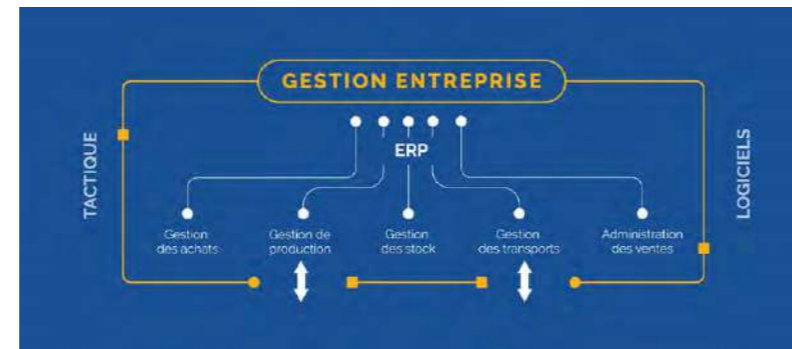 GESTION ENTREPRISE
TACTIQUE
LOGICIELS
ERP
Gestion
des achats
Gestion de
production
Gestion
des stock
Gestion
des transports
Administration
des ventes